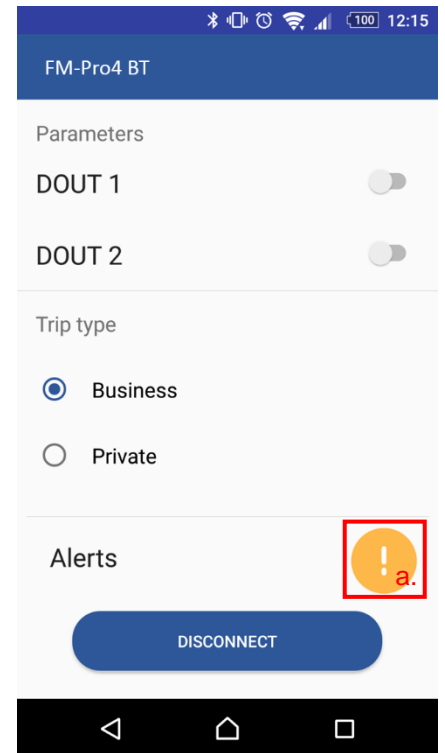 100 12:15
FM-Pro4 BT
Parameters
DOUT 1
DOUT 2
Trip type
Business
Private
Alerts
!
a.
DISCONNECT